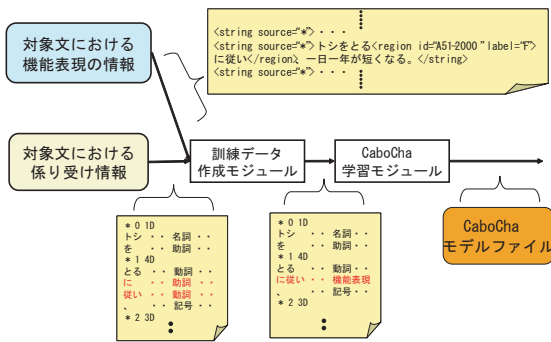 対象文における
機能表現の情報
<string source="*"> ・ ・ ・
<string source="*">トシをとる<region id="A51-2000"label="F">
に従い</region>、一日一年が短くなる。</string>
<string source="*"> ・ ・ ・
対象文における
係り受け情報
訓練データ
作成モジュール
CaboCha
学習モジュール
CaboCha
モデルファイル
* 0 1D
トシ ・ ・ 名詞 ・ ・
を ・ ・ 助詞 ・ ・
* 1 4D
とる ・ ・ 動詞 ・ ・
に ・ ・ 助詞 ・ ・
従い ・ ・ 動詞 ・ ・
、 ・ ・ 記号 ・ ・
* 2 3D
* 0 1D
トシ ・ ・ 名詞 ・ ・
を ・ ・ 助詞 ・ ・
* 1 4D
とる ・ ・ 動詞 ・ ・
に従い ・ ・ 機能表現
、 ・ ・ 記号 ・ ・
* 2 3D